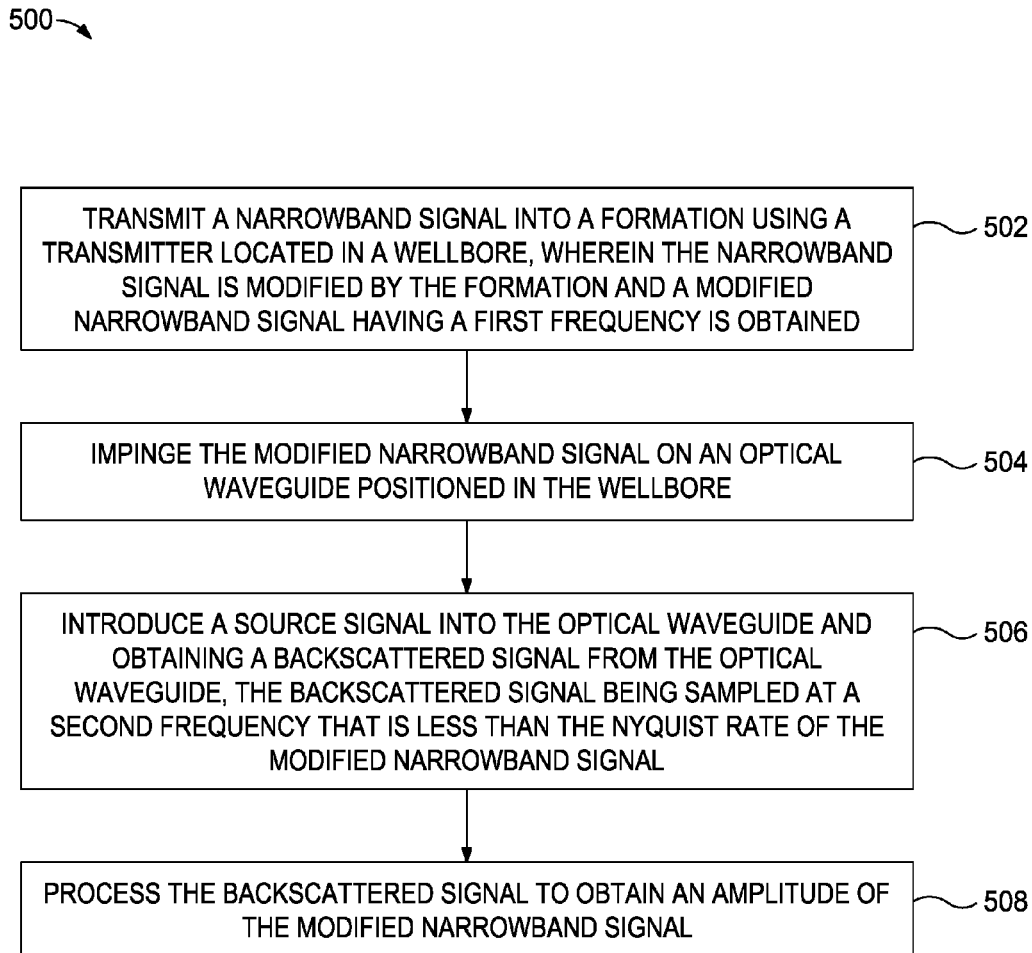 500
TRANSMIT A NARROWBAND SIGNAL INTO A FORMATION USING A
TRANSMITTER LOCATED IN A WELLBORE, WHEREIN THE NARROWBAND
SIGNAL IS MODIFIED BY THE FORMATION AND A MODIFIED
NARROWBAND SIGNAL HAVING A FIRST FREQUENCY IS OBTAINED
502
IMPINGE THE MODIFIED NARROWBAND SIGNAL ON AN OPTICAL
WAVEGUIDE POSITIONED IN THE WELLBORE
504
INTRODUCE A SOURCE SIGNAL INTO THE OPTICAL WAVEGUIDE AND
OBTAINING A BACKSCATTERED SIGNAL FROM THE OPTICAL
WAVEGUIDE, THE BACKSCATTERED SIGNAL BEING SAMPLED AT A
SECOND FREQUENCY THAT IS LESS THAN THE NYQUIST RATE OF THE
MODIFIED NARROWBAND SIGNAL
506
PROCESS THE BACKSCATTERED SIGNAL TO OBTAIN AN AMPLITUDE OF
THE MODIFIED NARROWBAND SIGNAL
508